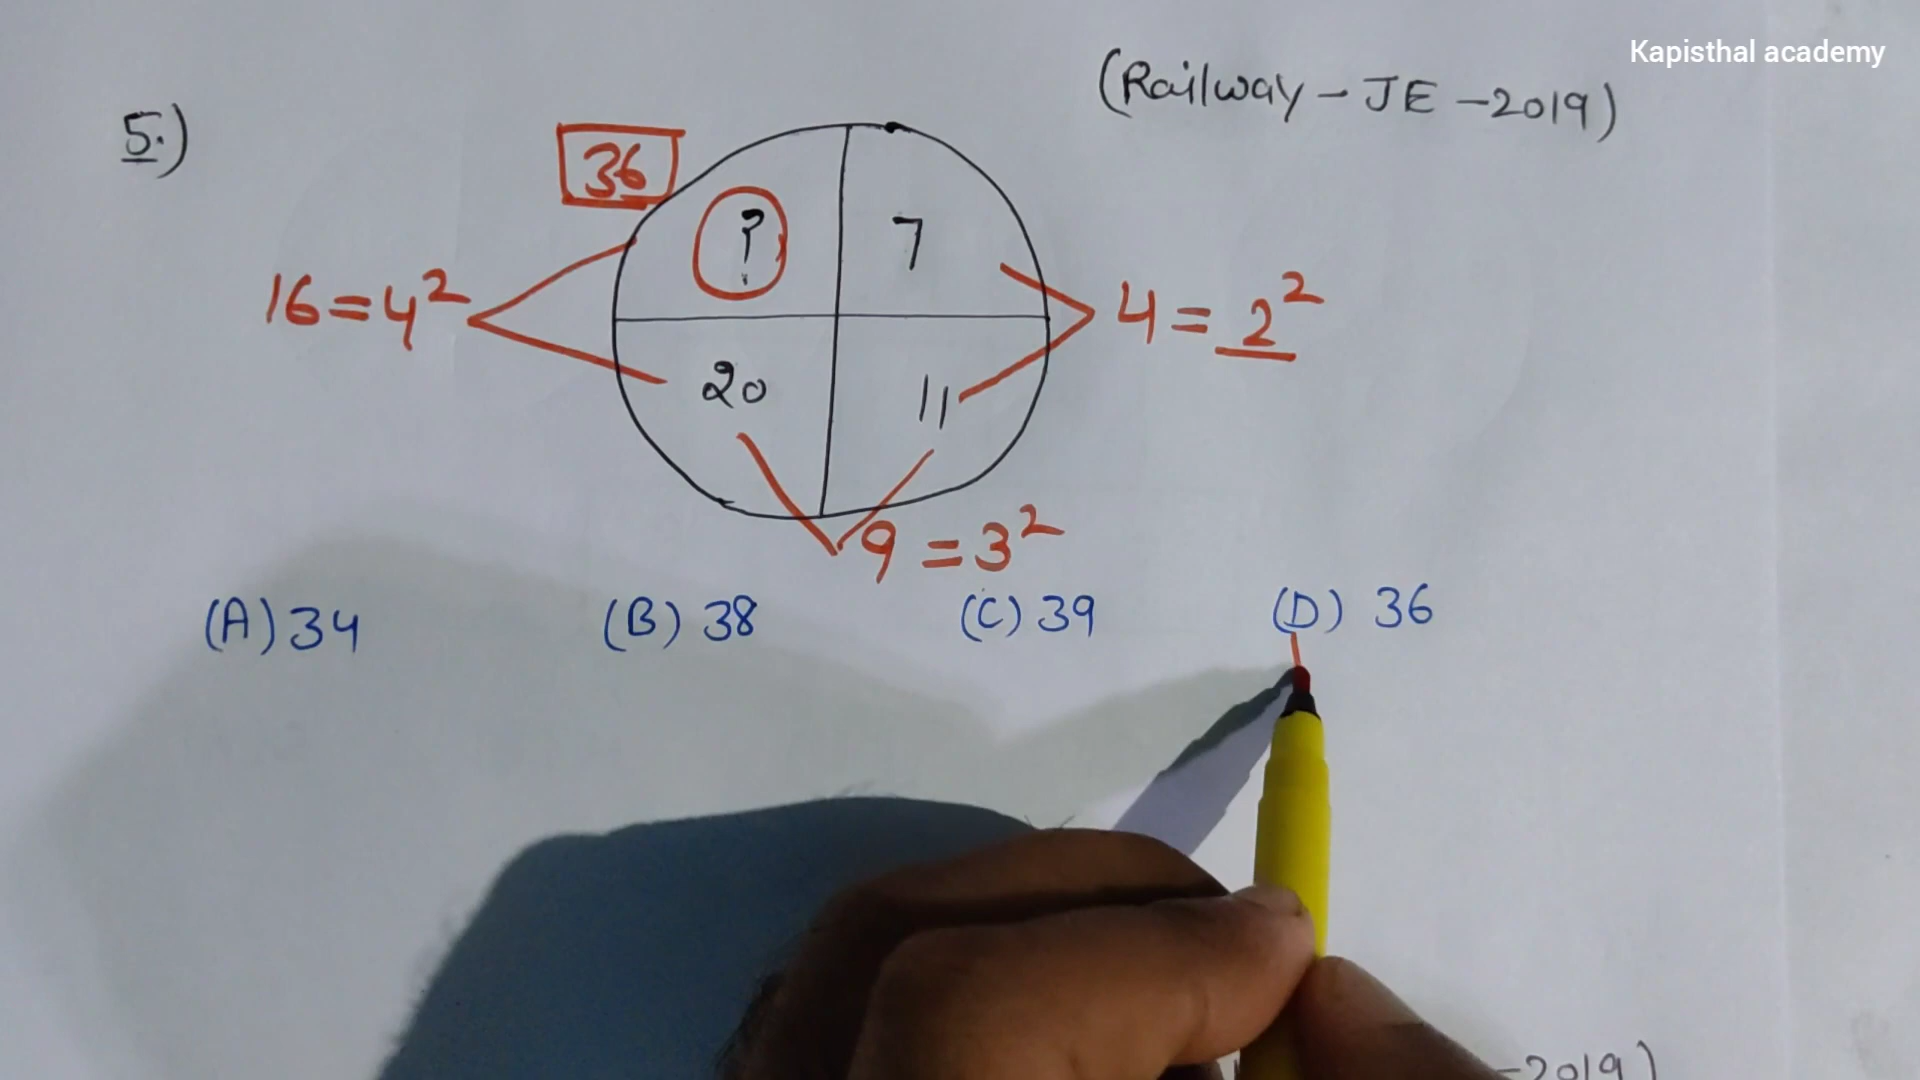 Kapisthal academy
(Railway - JE - 2019)
5.)
36
? 7
16 = 4²
4 = 2²
20 11
9 = 3²
(A) 34 (B) 38 (C) 39 (D) 36
-2019)